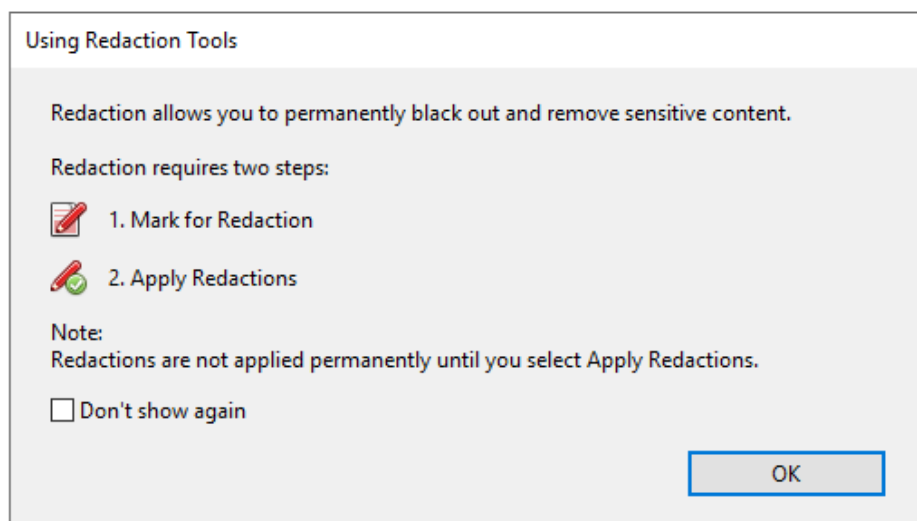 Using Redaction Tools
Redaction allows you to permanently black out and remove sensitive content.
Redaction requires two steps:
1. Mark for Redaction
2. Apply Redactions
Note:
Redactions are not applied permanently until you select Apply Redactions.
Don't show again
OK